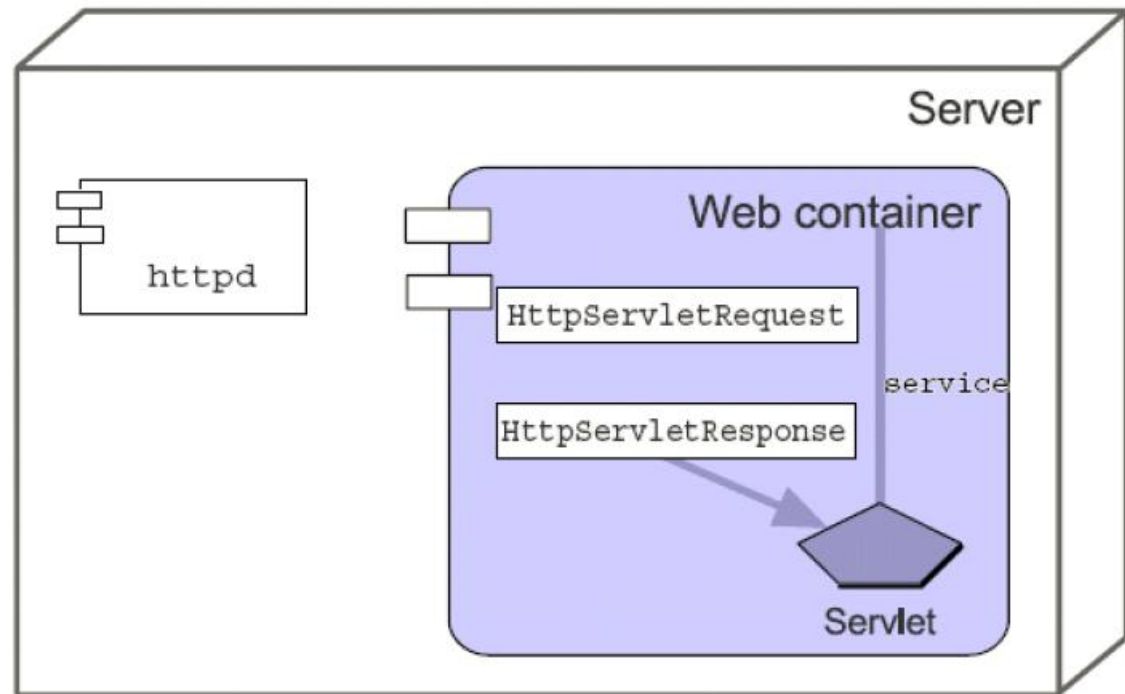 Server
Web container
httpd
HttpServletRequest
service
HttpServletResponse
Servlet